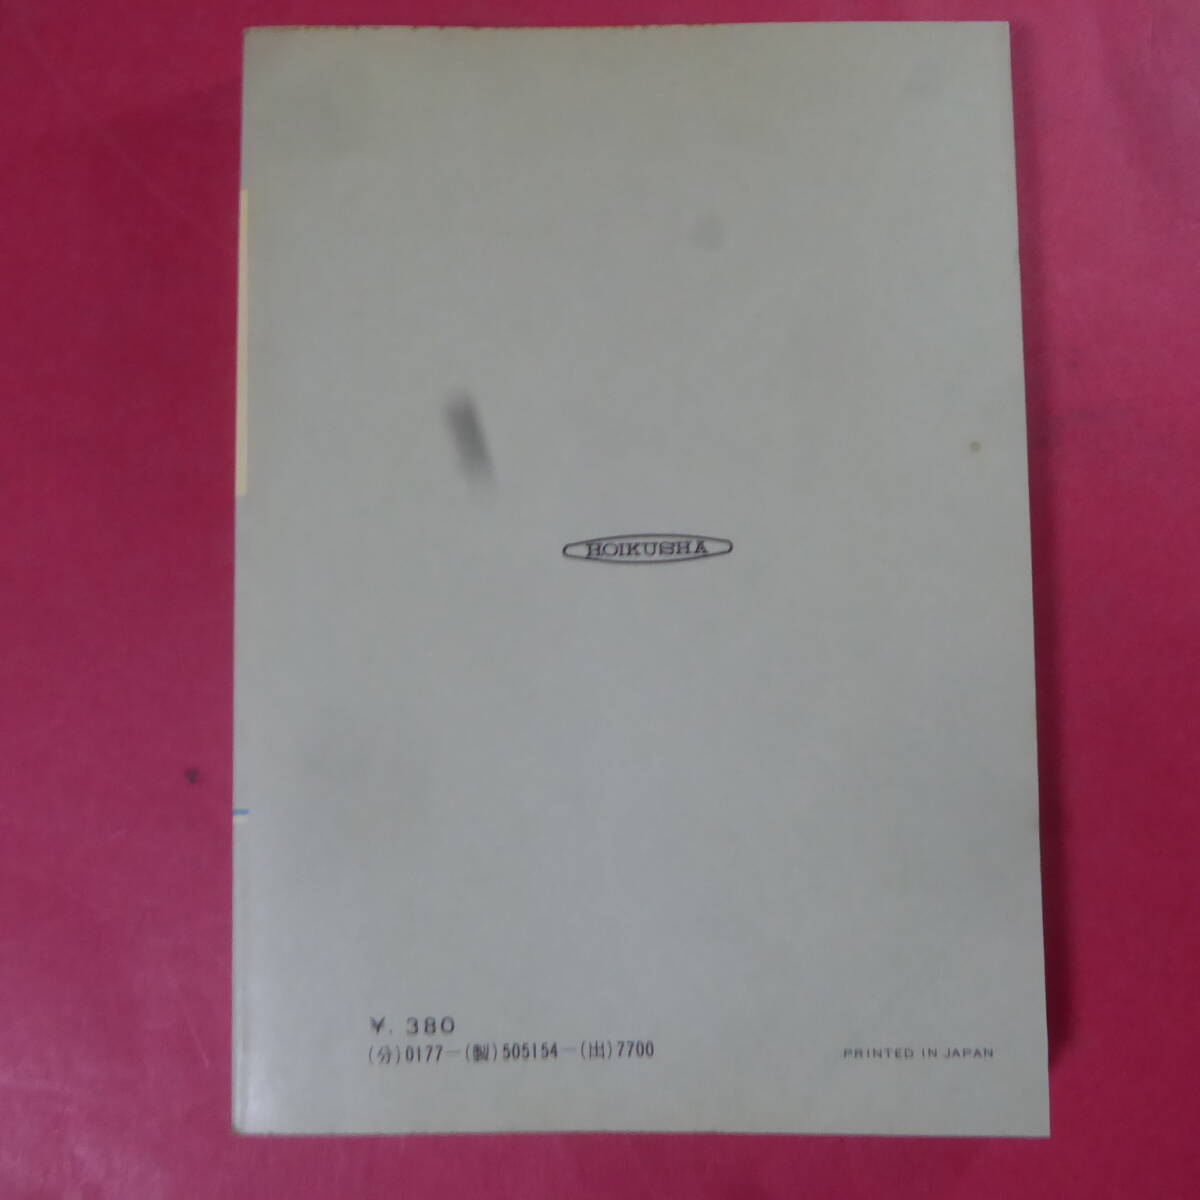 HOIKUSHA
¥. 380
(分)0177-(製)505154-(出)7700
PRINTED IN JAPAN